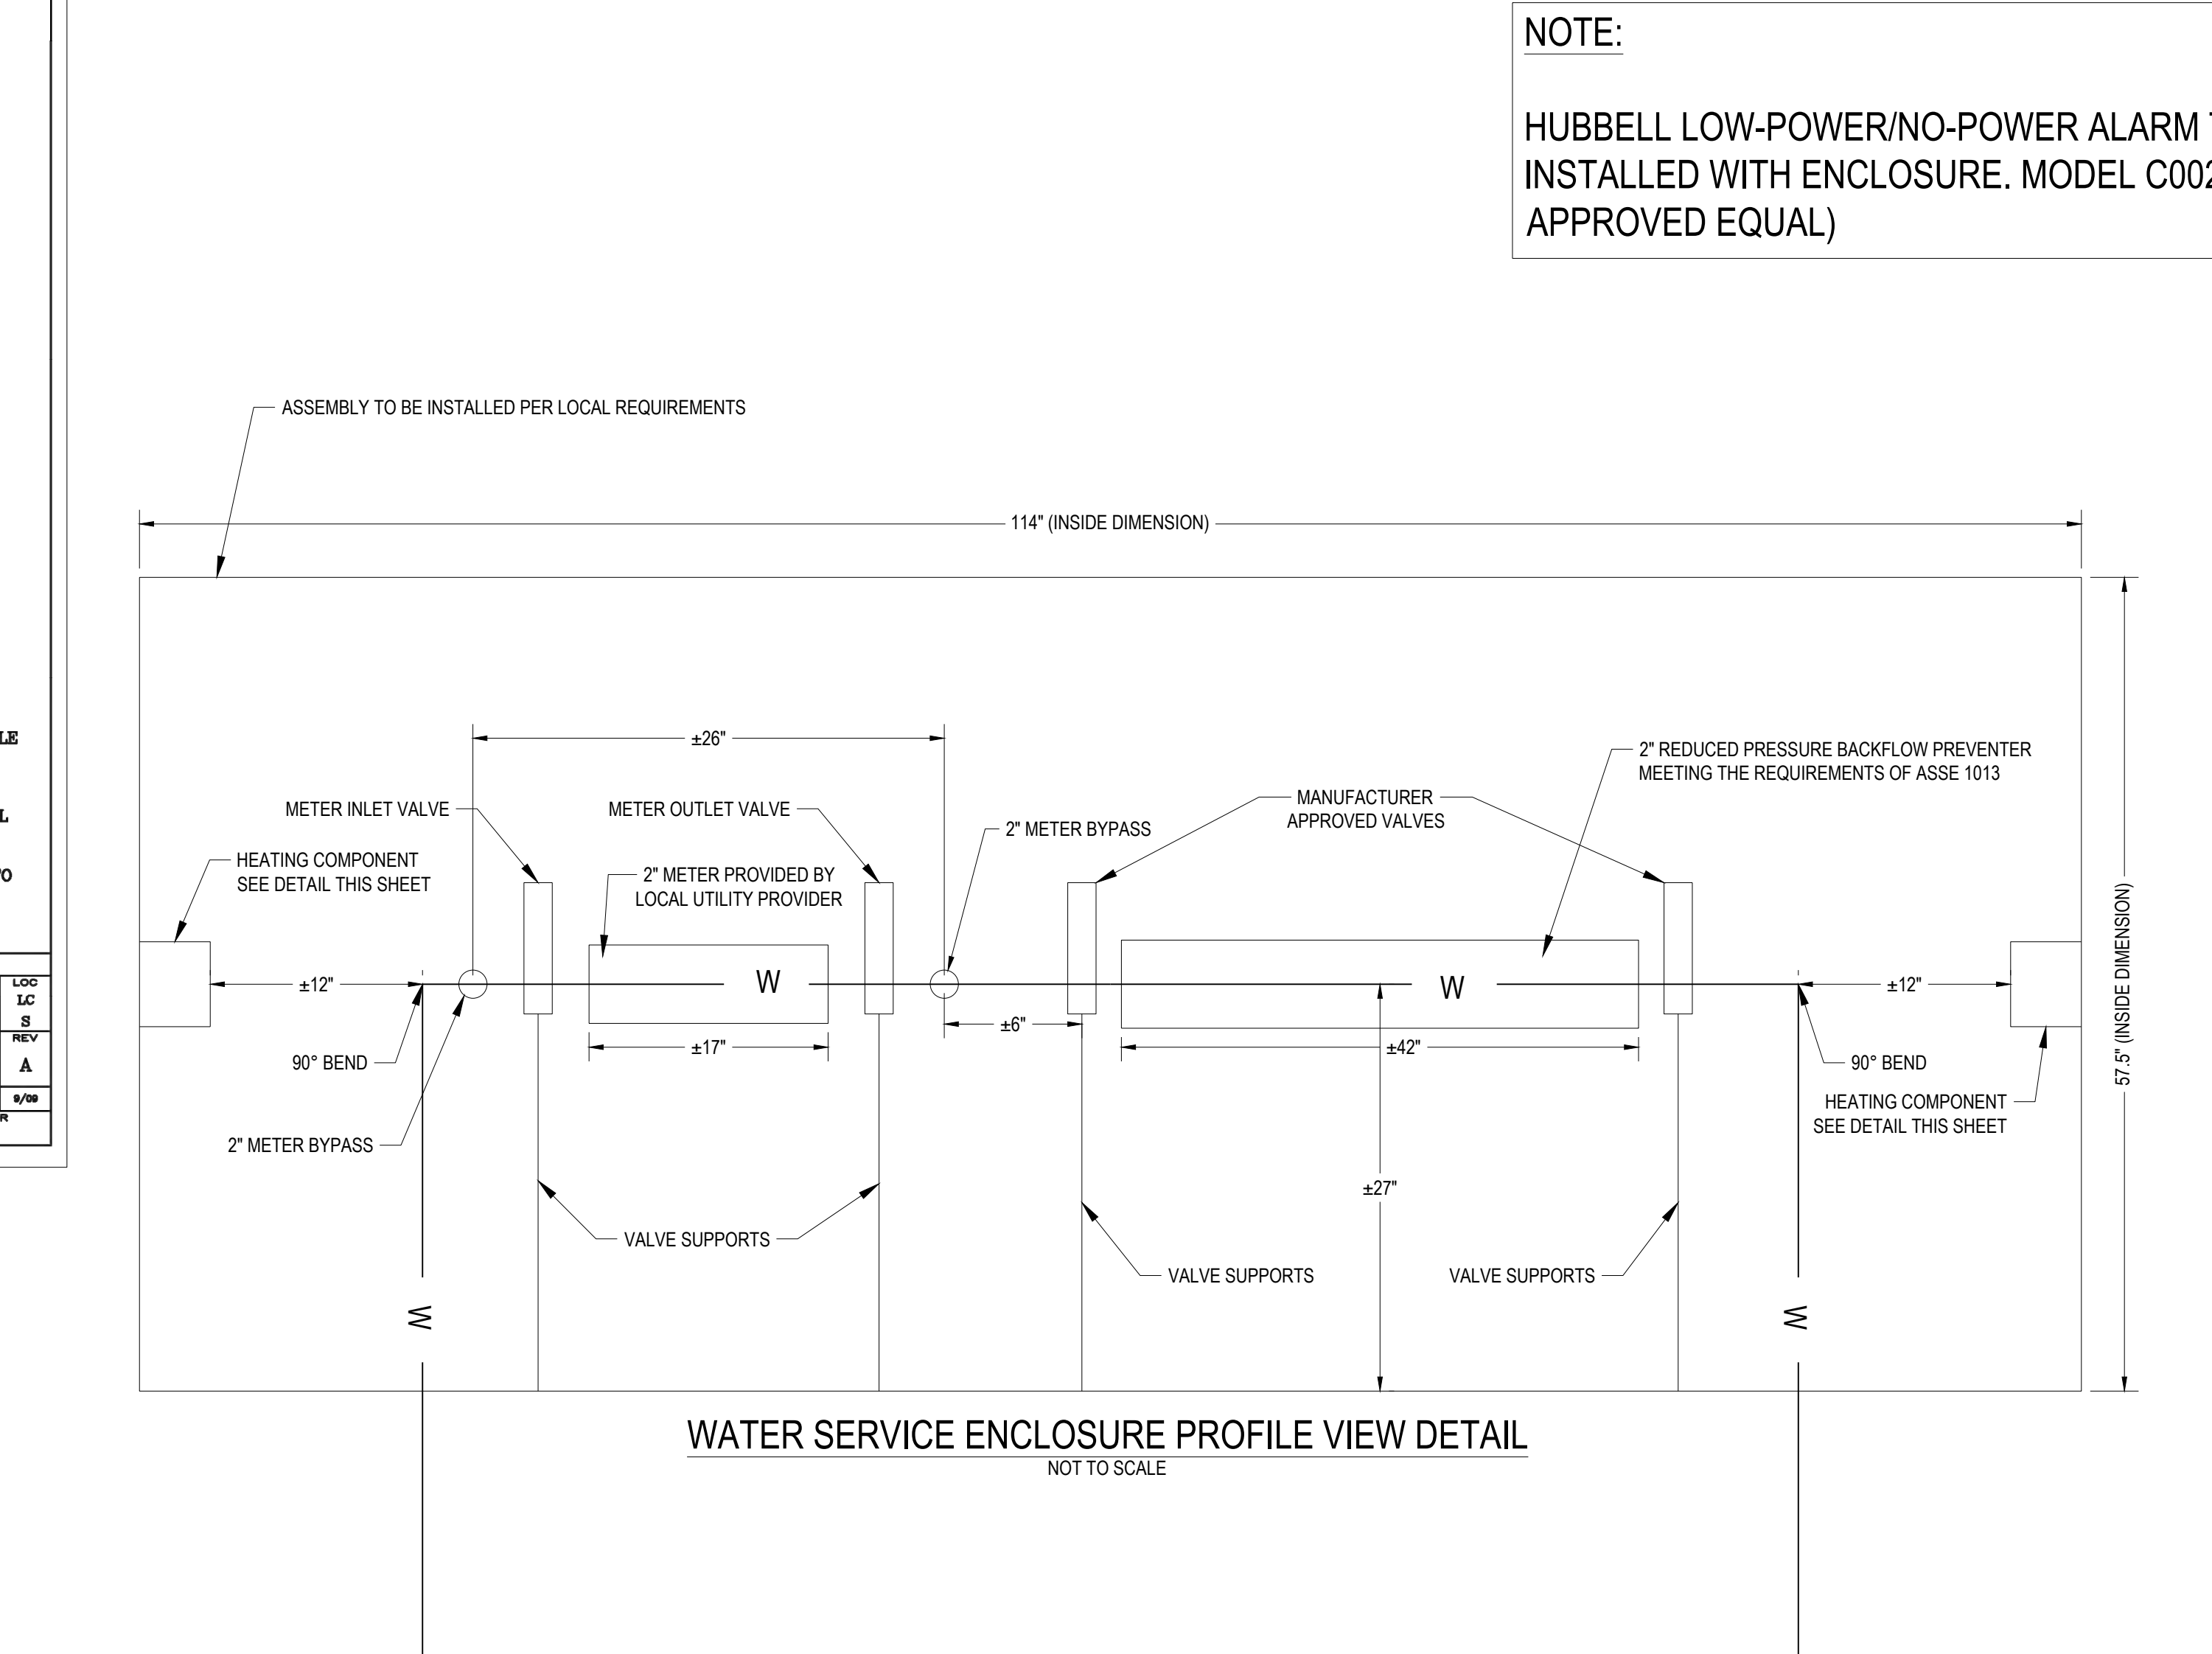 NOTE:
HUBBELL LOW-POWER/NO-POWER ALARM
INSTALLED WITH ENCLOSURE. MODEL
APPROVED EQUAL)
ASSEMBLY TO BE INSTALLED PER LOCAL REQUIREMENTS
114" (INSIDE DIMENSION)
±26"
2" REDUCED PRESSURE BACKFLOW PREVENTER
MEETING THE REQUIREMENTS OF ASSE 1013
METER INLET VALVE
METER OUTLET VALVE
MANUFACTURER
APPROVED VALVES
2" METER BYPASS
HEATING COMPONENT
SEE DETAIL THIS SHEET
2" METER PROVIDED BY
LOCAL UTILITY PROVIDER
57.5" (INSIDE DIMENSION)
±12"
W
W
±12"
±6"
±17"
±42"
90° BEND
90° BEND
HEATING COMPONENT
SEE DETAIL THIS SHEET
2" METER BYPASS
±27"
VALVE SUPPORTS
VALVE SUPPORTS
VALVE SUPPORTS
W
W
WATER SERVICE ENCLOSURE PROFILE VIEW DETAIL
NOT TO SCALE
LOC
LC
S
REV
A
9/09